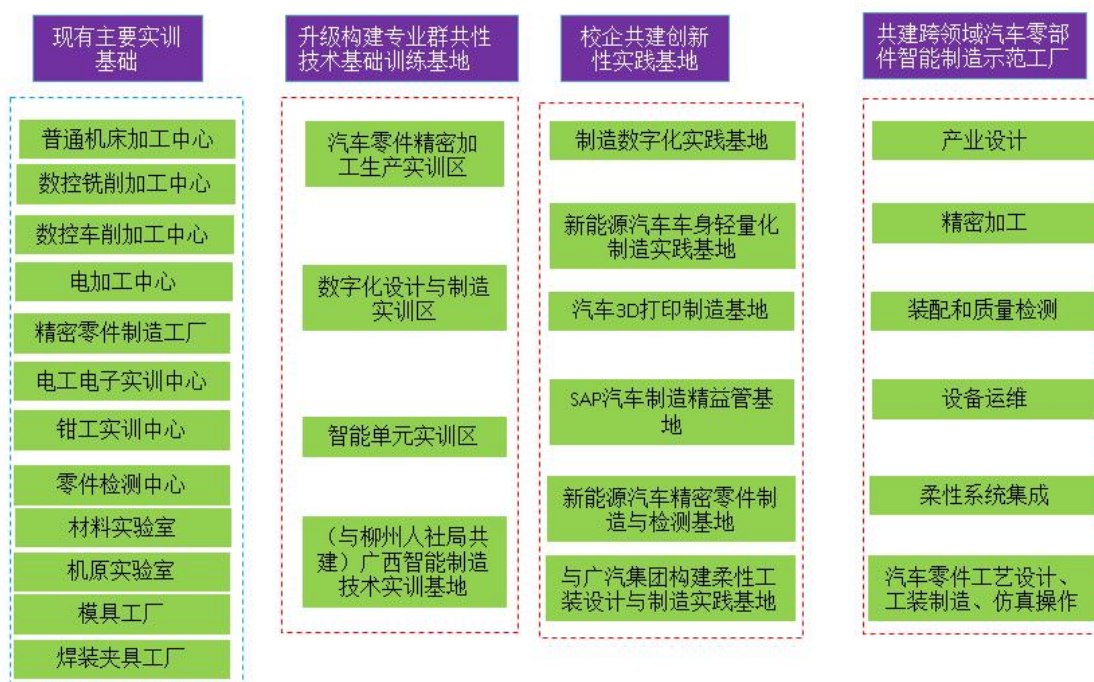 现有主要实训
基础
普通机床加工中心
数控铣削加工中心
数控车削加工中心
电加工中心
精密零件制造工厂
电工电子实训中心
钳工实训中心
零件检测中心
材料实验室
机原实验室
模具工厂
焊装夹具工厂
升级构建专业群共性
技术基础训练基地
汽车零件精密加
工生产实训区
数字化设计与制造
实训区
智能单元实训区
（与柳州人社局共
建）广西智能制造
技术实训基地
校企共建创新
性实践基地
制造数字化实践基地
新能源汽车车身轻量化
制造实践基地
汽车3D打印制造基地
SAP汽车制造精益管基
地
新能源汽车精密零件制
造与检测基地
与广汽集团构建柔性工
装设计与制造实践基地
共建跨领域汽车零部
件智能制造示范工厂
产业设计
精密加工
装配和质量检测
设备运维
柔性系统集成
汽车零件工艺设计、
工装制造、仿真操作